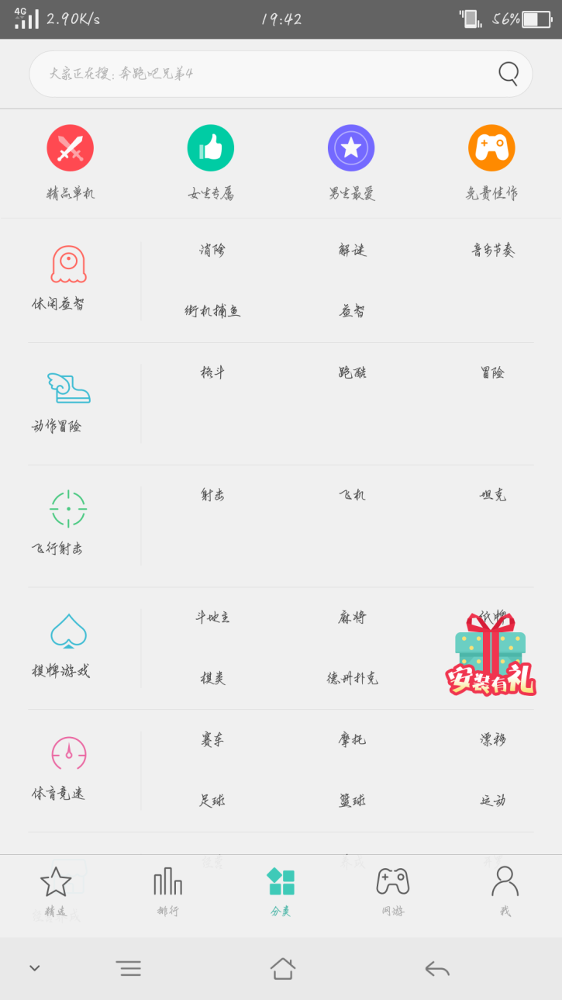 4G 2.90K/s 19:42 56%
大家正在搜: 奔跑吧兄弟4
精品单机 女生专属 男生最爱 免费佳作
消除 解谜 音乐节奏
休闲益智
街机捕鱼 益智
格斗 跑酷 冒险
动作冒险
射击 飞机 坦克
飞行射击
斗地主 麻将 纸牌
棋牌游戏
棋类 德州扑克
安装有礼
赛车 摩托 漂移
体育竞速
足球 篮球 运动
精选 排行 分类 网游 我